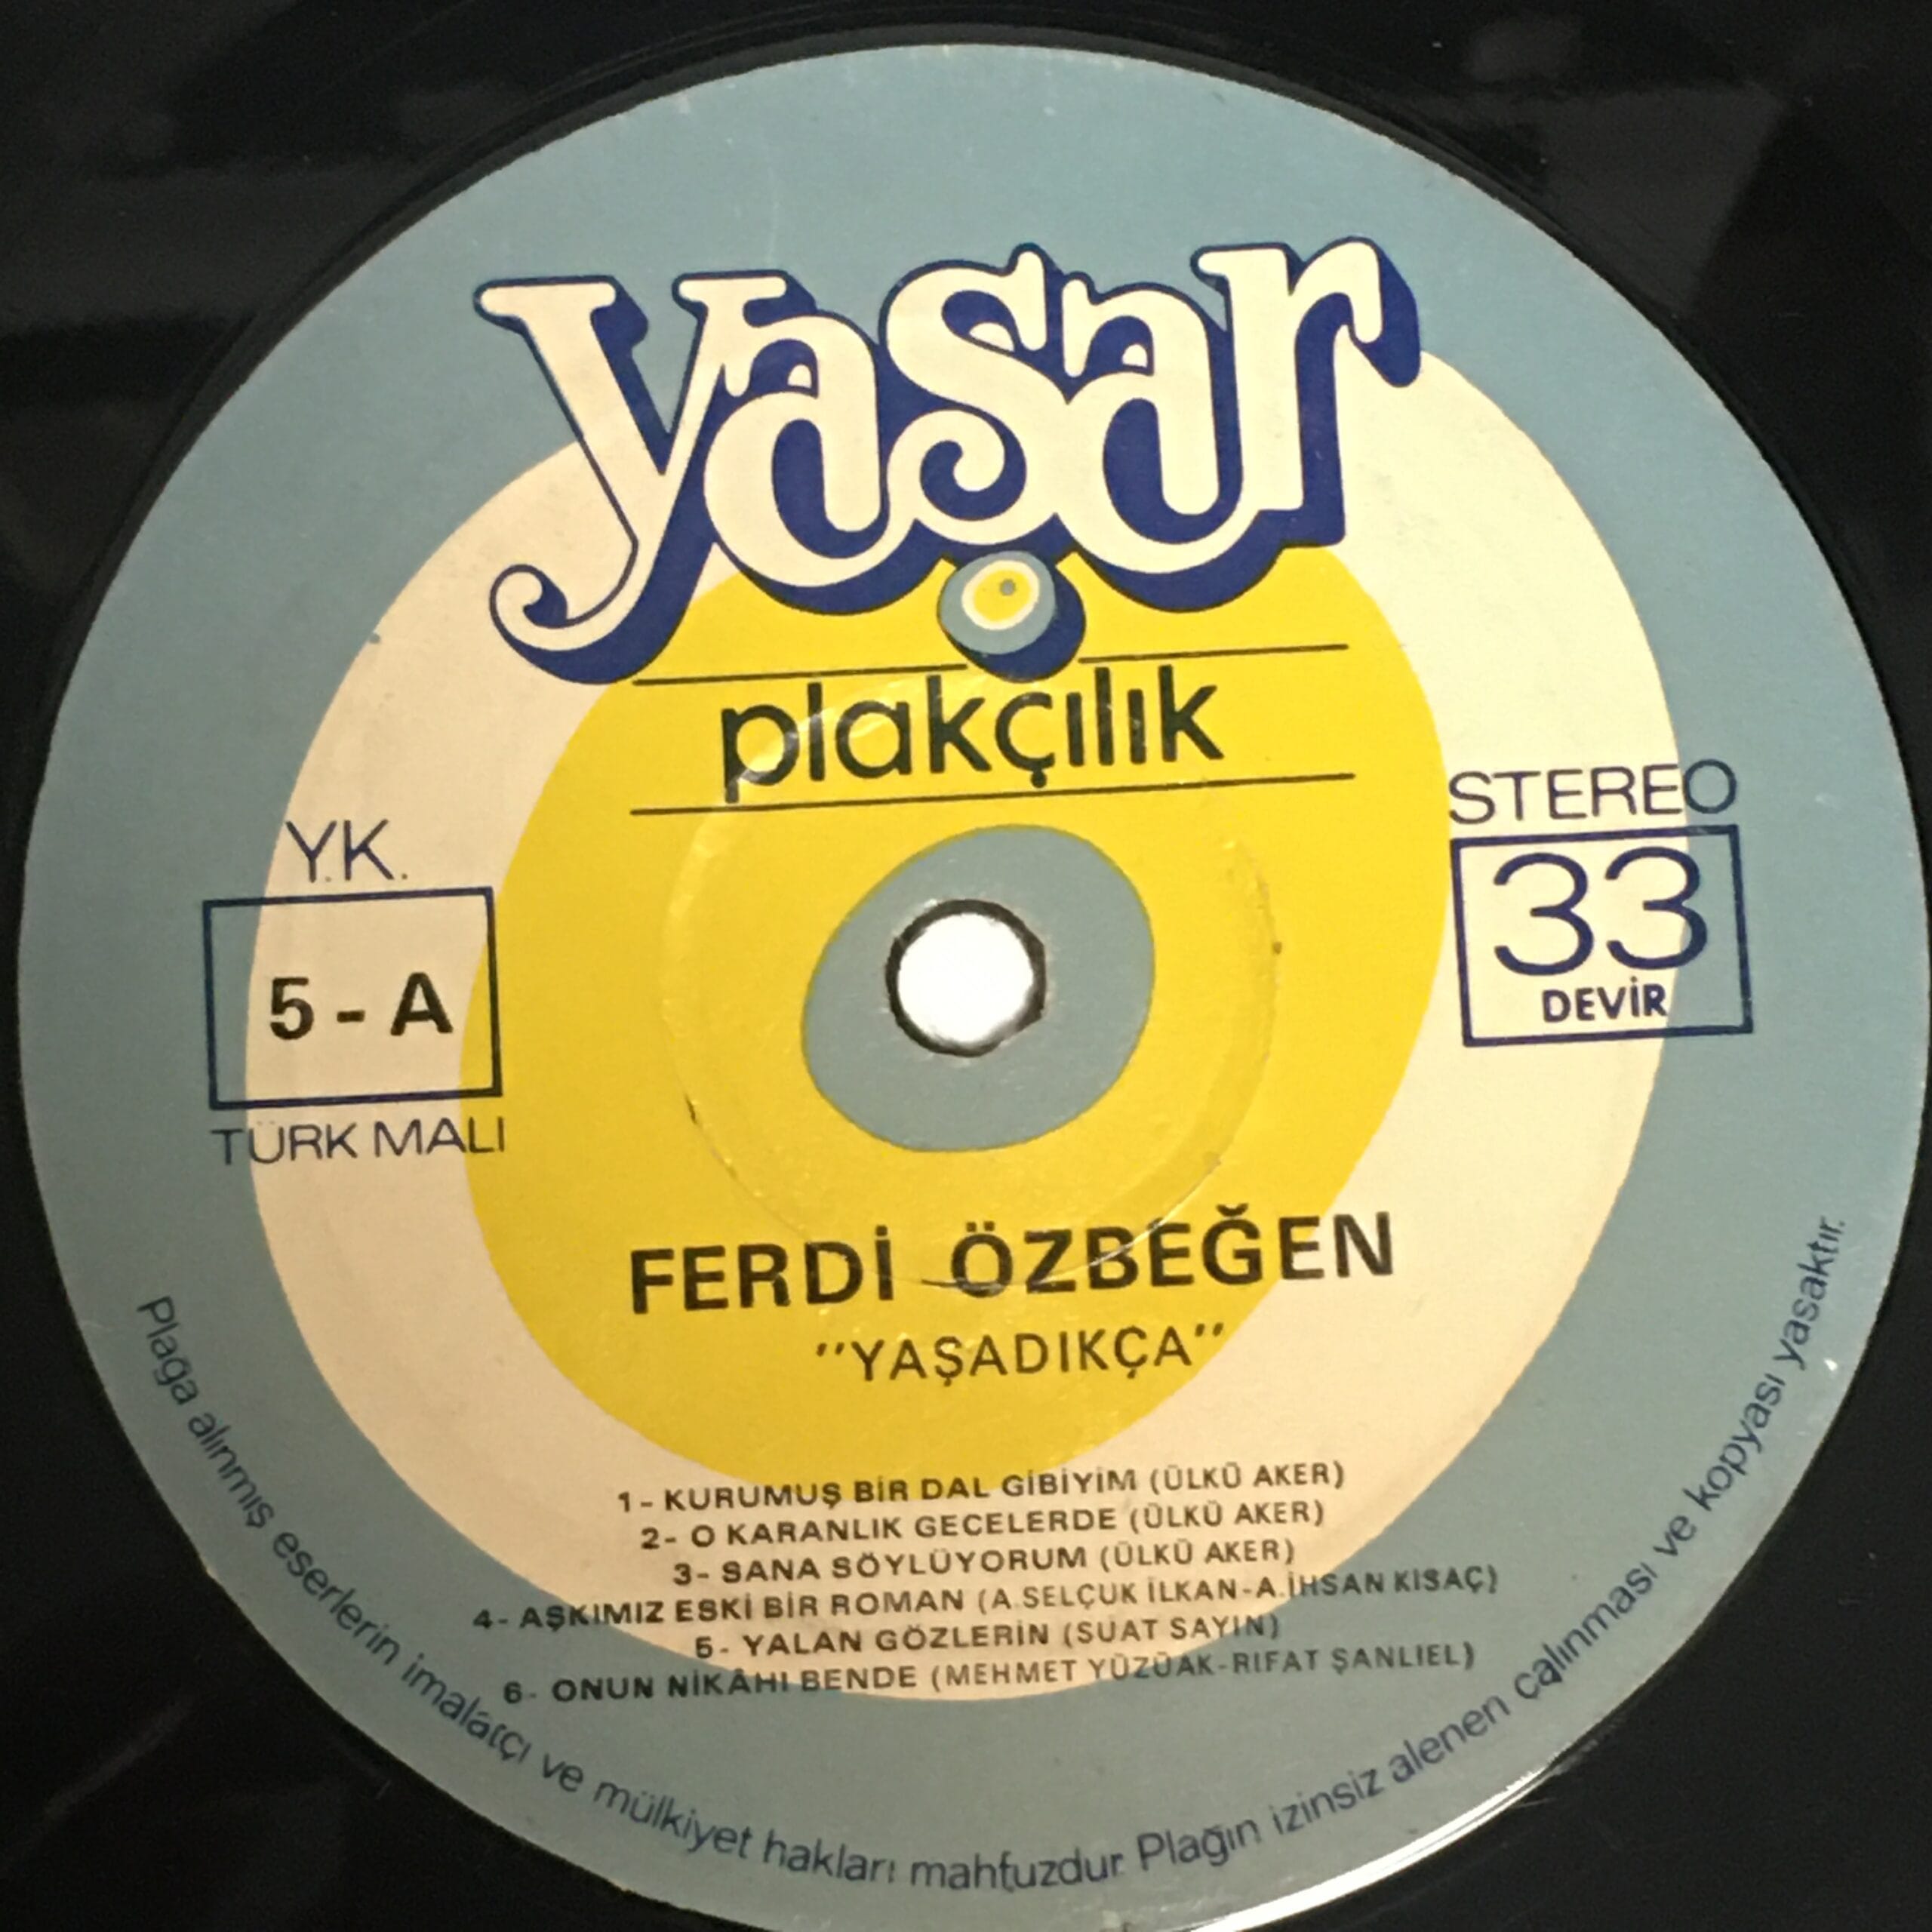 yaşar
plakçılık
Y.K.
5 - A
TÜRK MALI
STEREO
33
DEVİR
FERDİ ÖZBEĞEN
"YAŞADIKÇA"
1- KURUMUŞ BİR DAL GİBİYİM (ÜLKÜ AKER)
2- O KARANLIK GECELERDE (ÜLKÜ AKER)
3- SANA SÖYLÜYORUM (ÜLKÜ AKER)
4- AŞKIMIZ ESKİ BİR ROMAN (A.SELÇUK İLKAN-A.İHSAN KISAÇ)
5- YALAN GÖZLERİN (SUAT SAYIN)
6- ONUN NİKÂHI BENDE (MEHMET YÜZÜAK-RIFAT ŞANLIEL)
Plağa alınmış eserlerin imalâtçı ve mülkiyet hakları mahfuzdur. Plağın izinsiz alenen çalınması ve kopyası yasaktır.